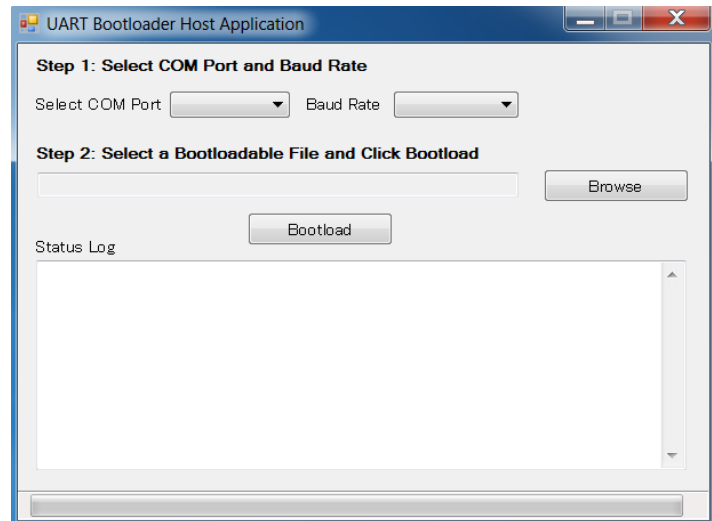 UART Bootloader Host Application
Step 1: Select COM Port and Baud Rate
Select COM Port Baud Rate
Step 2: Select a Bootloadable File and Click Bootload
Browse
Bootload
Status Log